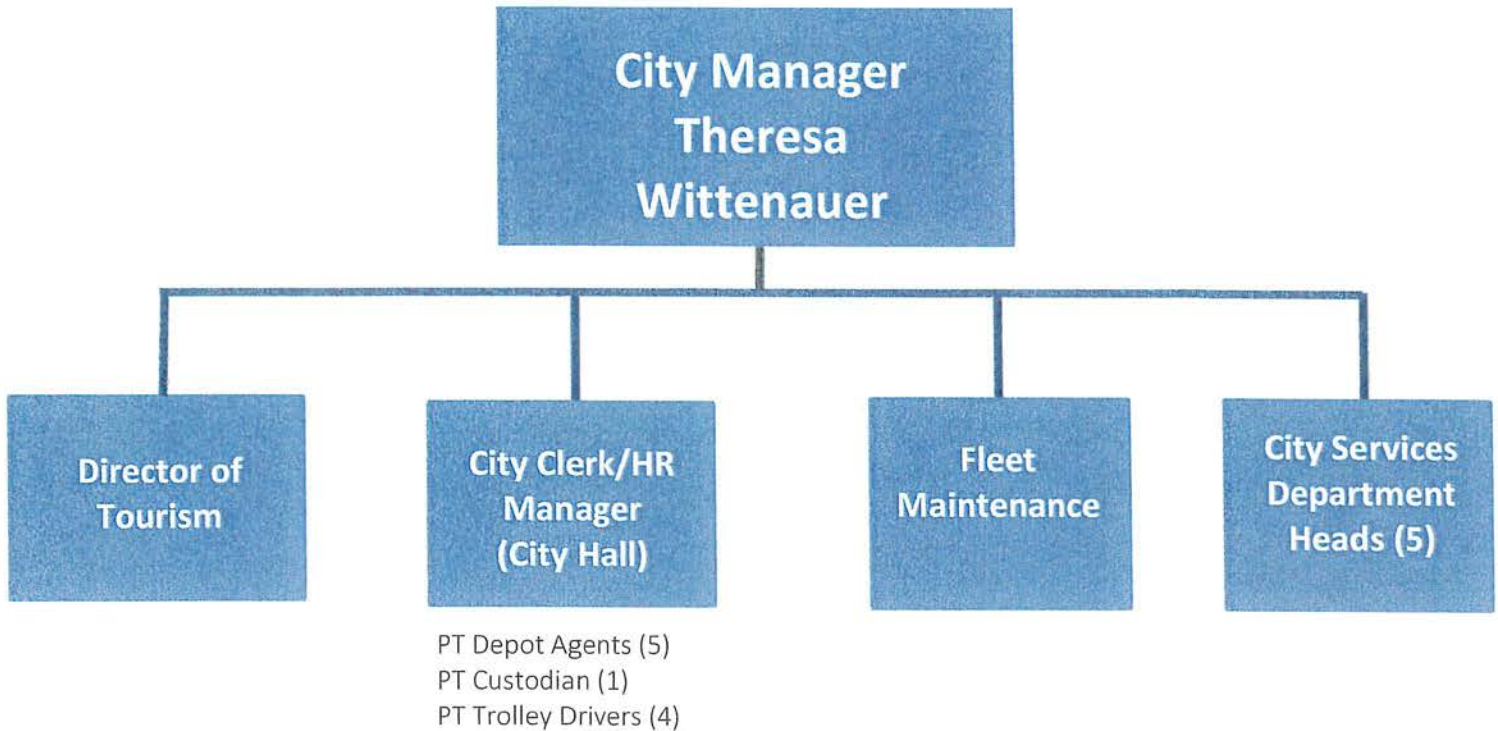 City Manager
Theresa
Wittenauer
Director of
Tourism
City Clerk/HR
Manager
(City Hall)
Fleet
Maintenance
City Services
Department
Heads (5)
PT Depot Agents (5)
PT Custodian (1)
PT Trolley Drivers (4)